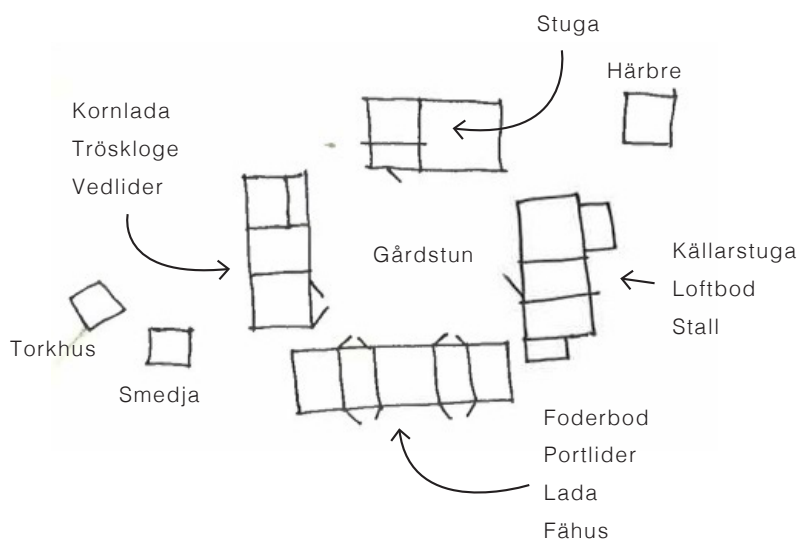 Stuga
Härbre
Kornlada
Tröskloge
Vedlider
Gårdstun
Källarstuga
Loftbod
Stall
Torkhus
Smedja
Foderbod
Portlider
Lada
Fähus